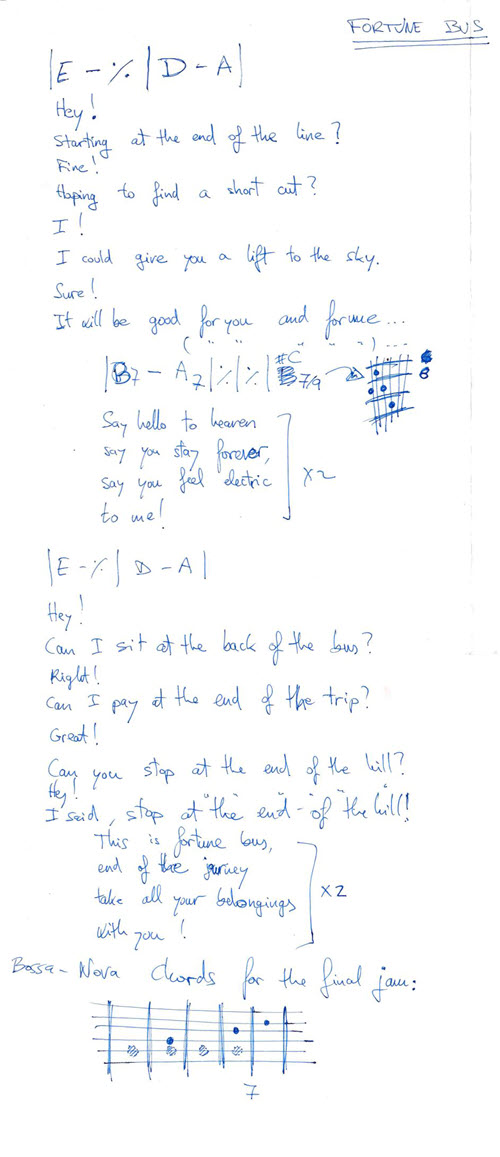 FORTUNE BUS
|E - ٪ | D - A|
Hey!
Starting at the end of the line?
Fine!
Hoping to find a short cut?
I!
I could give you a lift to the sky.
Sure!
It will be good for you and for me...
( " " " " " ) ...
|B7 - A7|٪|٪| #C 7/9
B
Say hello to heaven
say you stay forever,
say you feel electric
to me!
x2
|E - ٪ | D - A|
Hey!
Can I sit at the back of the bus?
Right!
Can I pay at the end of the trip?
Great!
Can you stop at the end of the hill?
Hey!
I said, stop at "the" end - of "the hill!
This is fortune bus,
end of the journey
take all your belongings
with you!
x2
Bossa-Nova chords for the final jam:
7